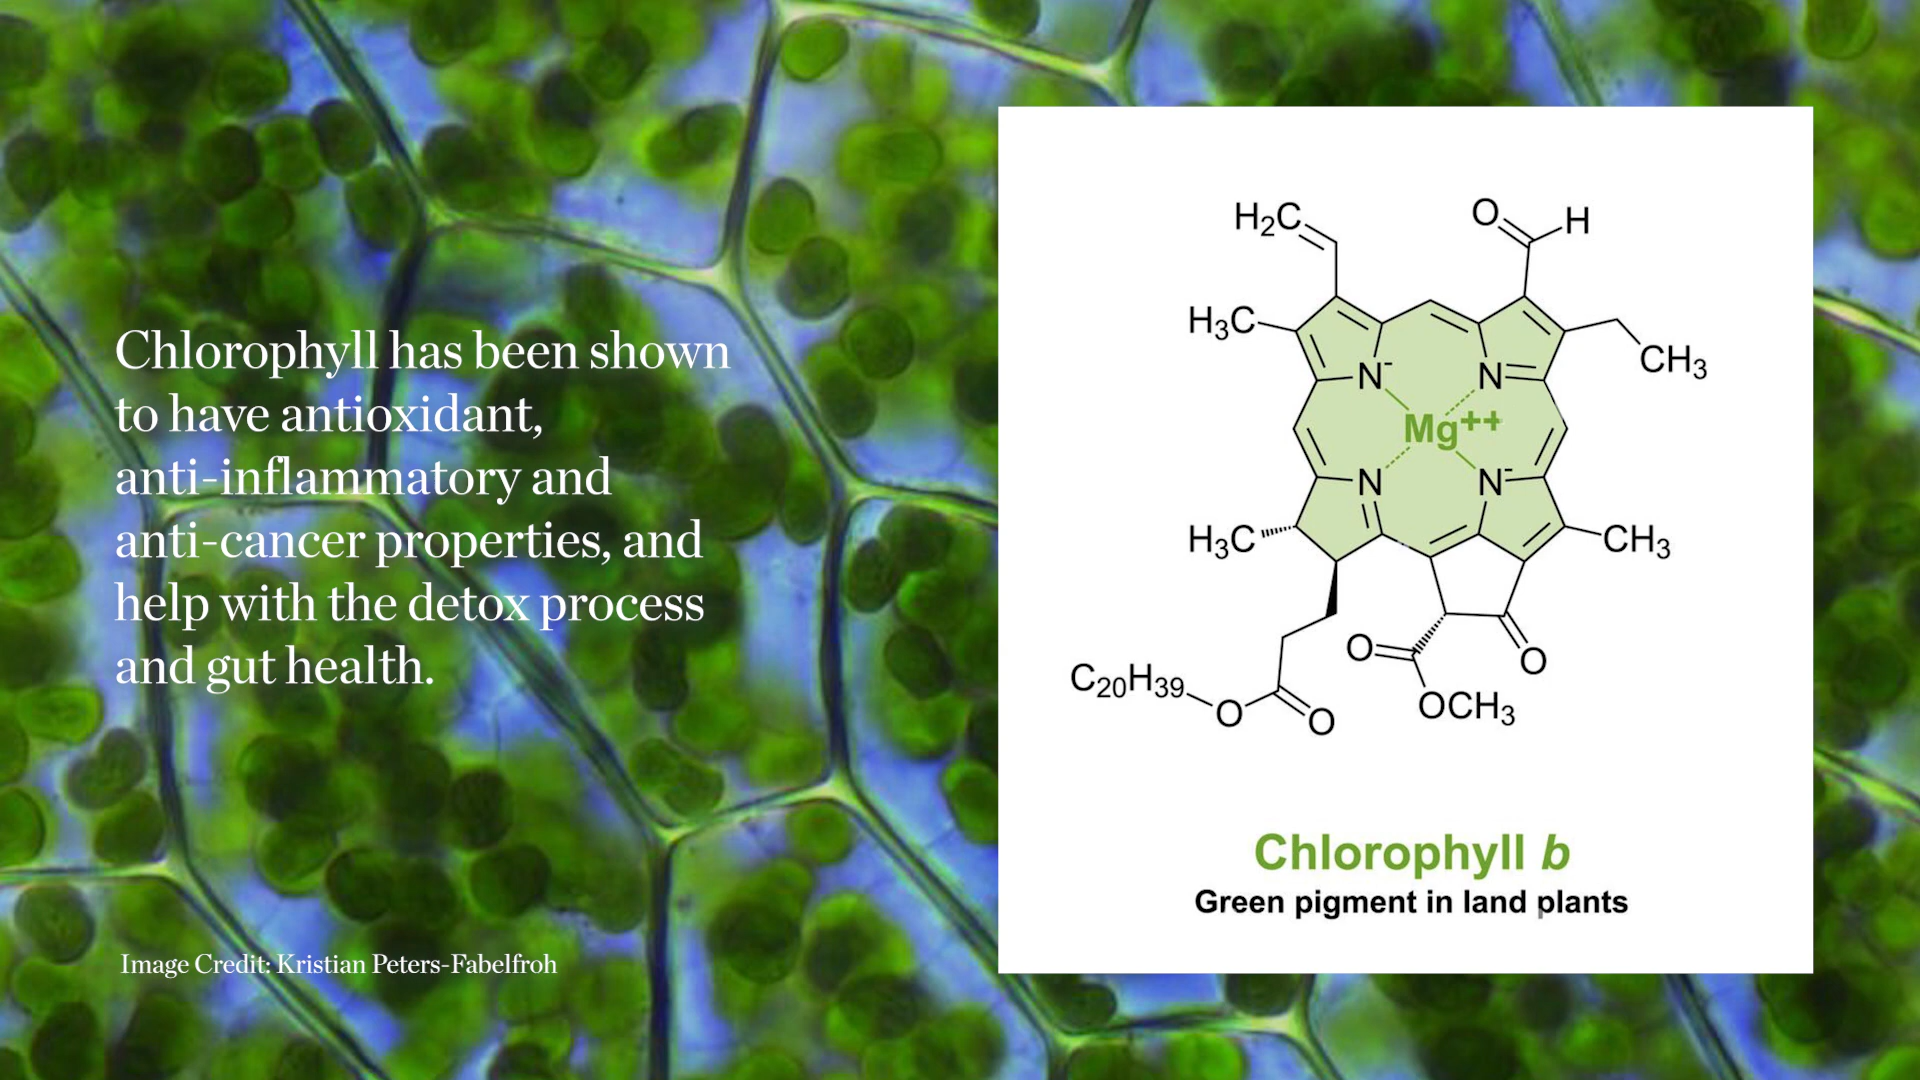 Chlorophyll has been shown
to have antioxidant,
anti-inflammatory and
anti-cancer properties, and
help with the detox process
and gut health.
Image Credit: Kristian Peters-Fabelfroh
H₂C
O
H
H₃C
CH₃
N⁻
N
Mg⁺⁺
N
N⁻
H₃C
CH₃
O
O
C₂₀H₃₉
O
O
OCH₃
Chlorophyll b
Green pigment in land plants